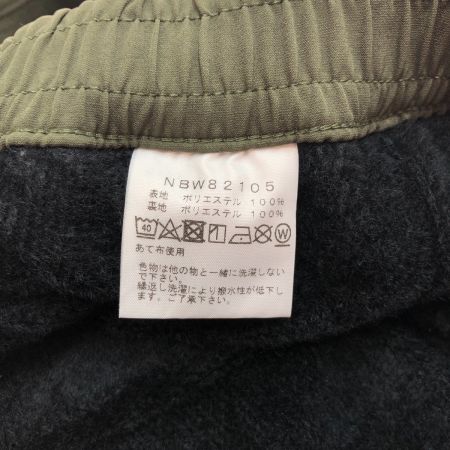 NBW82105
表地 ポリエステル 100%
裏地 ポリエステル 100%
40 W
あて布使用
色物は他の物と一緒に洗濯しない
で下さい。
繰返し洗濯により撥水性が低下し
ます。ご了承下さい。